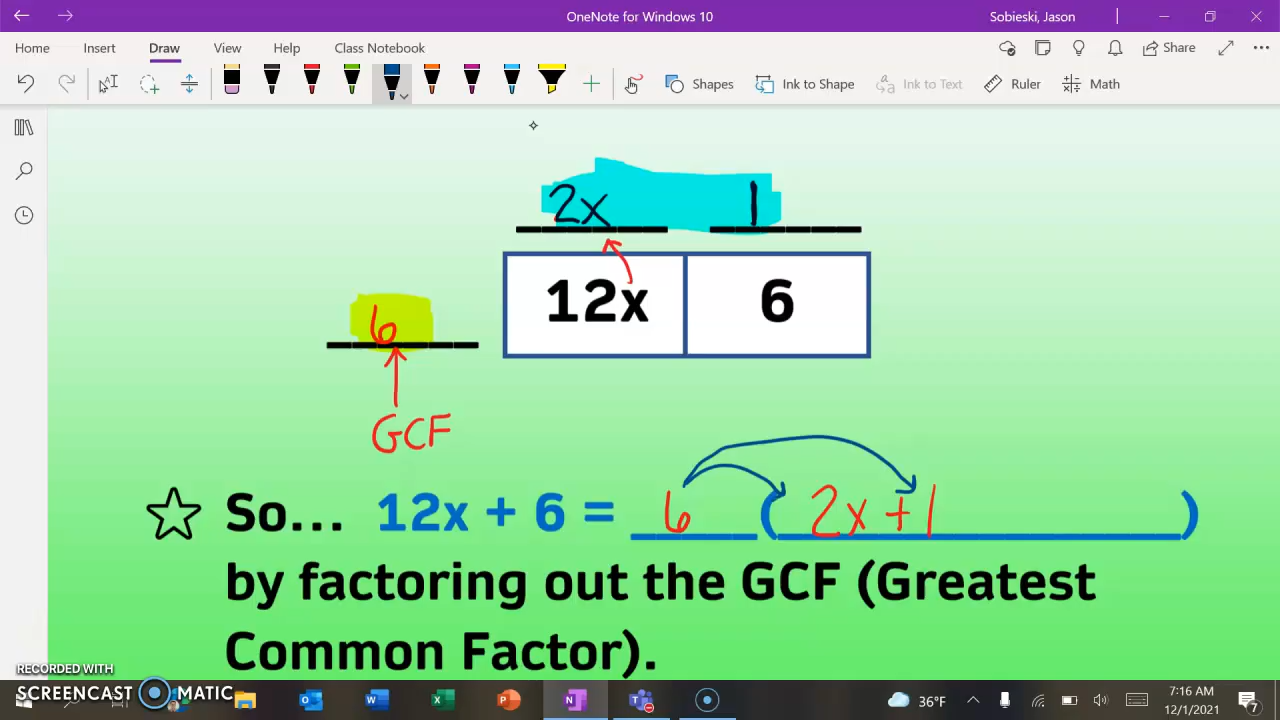 OneNote for Windows 10
Sobieski, Jason
Home Insert Draw View Help Class Notebook
Share
Shapes Ink to Shape Ink to Text Ruler Math
2x 1
12x 6
6
GCF
So... 12x + 6 = 6 (2x+1)
by factoring out the GCF (Greatest
Common Factor).
RECORDED WITH
SCREENCAST MATIC
36°F
7:16 AM
12/1/2021
7